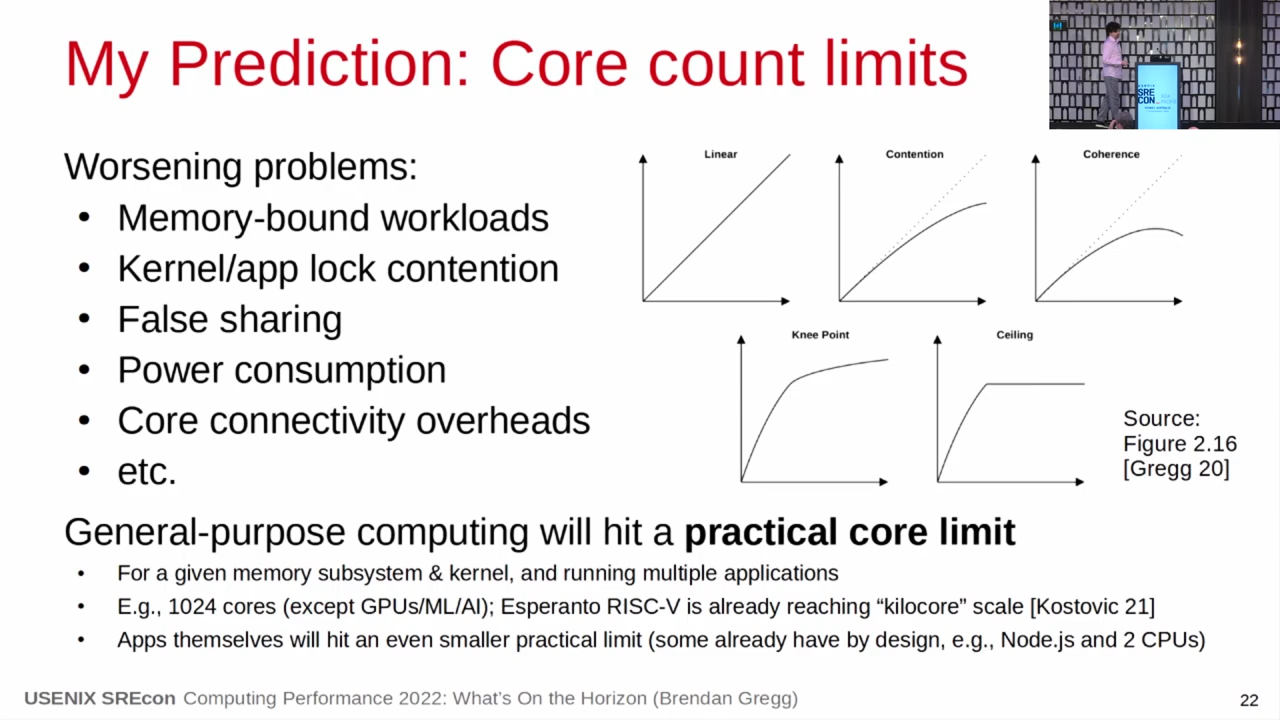 My Prediction: Core count limits
SRE
CON
Worsening problems:
• Memory-bound workloads
• Kernel/app lock contention
• False sharing
• Power consumption
• Core connectivity overheads
• etc.
Linear
Contention
Coherence
Knee Point
Ceiling
Source:
Figure 2.16
[Gregg 20]
General-purpose computing will hit a practical core limit
• For a given memory subsystem & kernel, and running multiple applications
• E.g., 1024 cores (except GPUs/ML/AI); Esperanto RISC-V is already reaching “kilocore” scale [Kostovic 21]
• Apps themselves will hit an even smaller practical limit (some already have by design, e.g., Node.js and 2 CPUs)
USENIX SREcon Computing Performance 2022: What’s On the Horizon (Brendan Gregg)
22